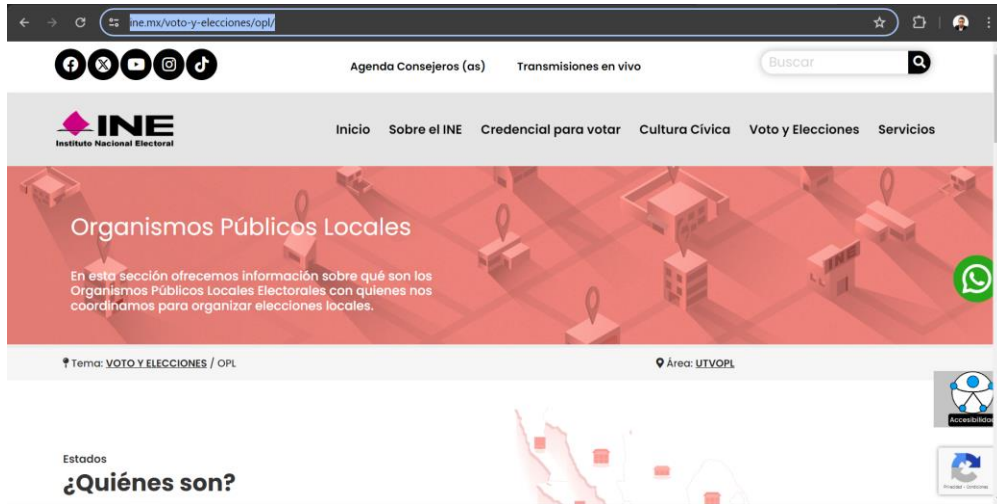 ine.mx/voto-y-elecciones/opl/
Agenda Consejeros (as) Transmisiones en vivo Buscar
INE
Instituto Nacional Electoral
Inicio Sobre el INE Credencial para votar Cultura Cívica Voto y Elecciones Servicios
Organismos Públicos Locales
En esta sección ofrecemos información sobre qué son los
Organismos Públicos Locales Electorales con quienes nos
coordinamos para organizar elecciones locales.
INE
Tema: VOTO Y ELECCIONES / OPL Área: UTVOPL
Accesibilidad
Estados
¿Quiénes son?
Privacidad - Condiciones